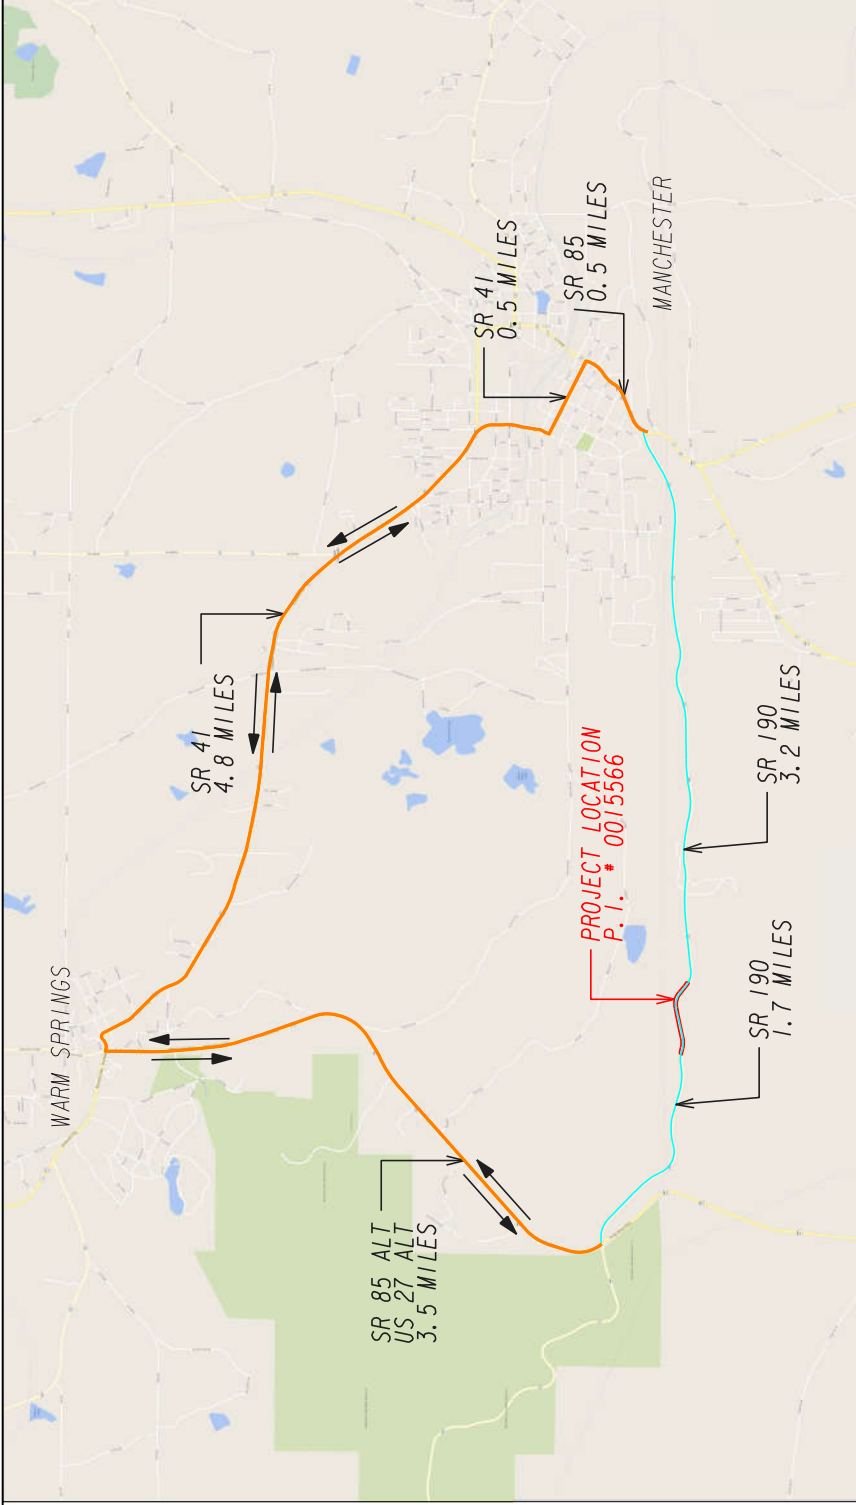 WARM SPRINGS
SR 41
4.8 MILES
SR 85 ALT
US 27 ALT
3.5 MILES
SR 41
0.5 MILES
SR 85
0.5 MILES
MANCHESTER
PROJECT LOCATION
P.I. # 0015566
SR 190
1.7 MILES
SR 190
3.2 MILES